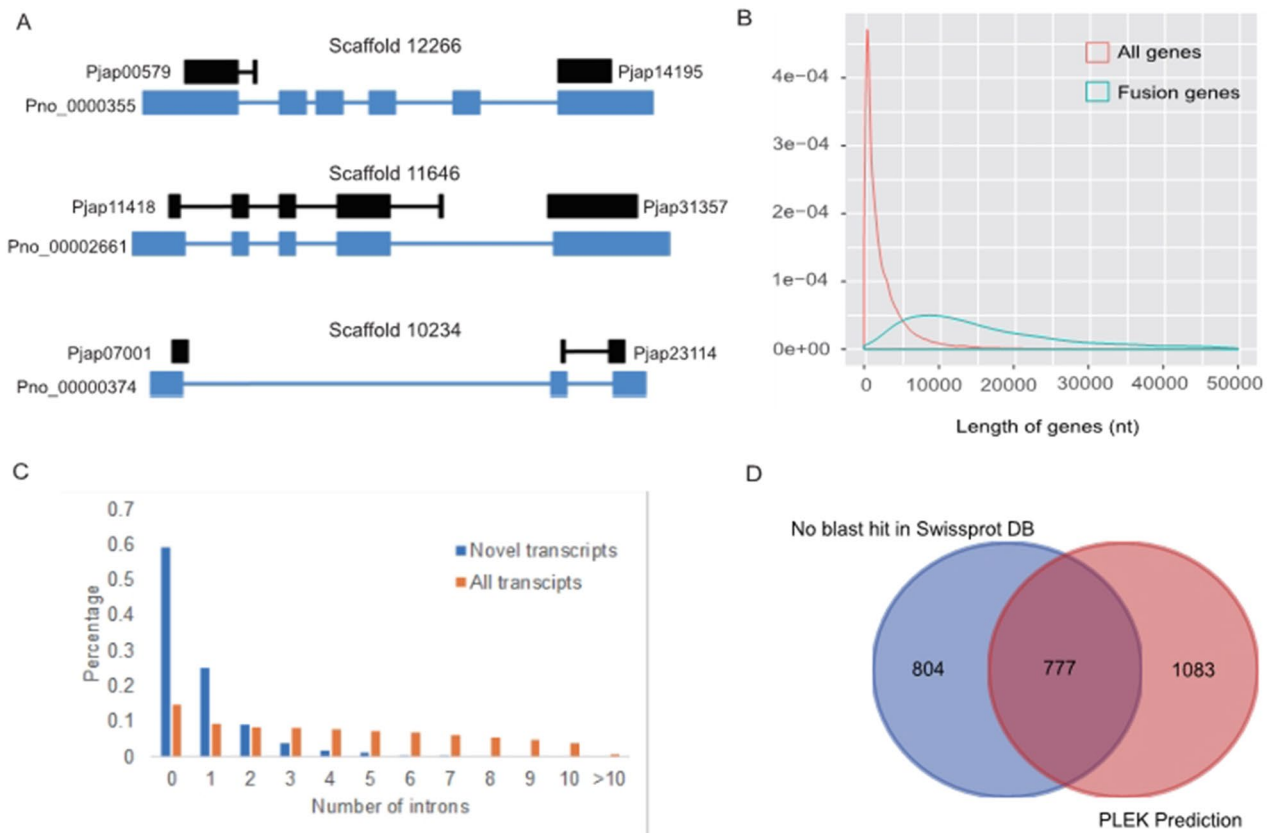 A
Scaffold 12266
Pjap00579
Pjap14195
Pno_0000355
Scaffold 11646
Pjap11418
Pjap31357
Pno_00002661
Scaffold 10234
Pjap07001
Pjap23114
Pno_00000374
B
All genes
Fusion genes
4e−04
3e−04
2e−04
1e−04
0e+00
0 10000 20000 30000 40000 50000
Length of genes (nt)
C
0.7
0.6
0.5
0.4
0.3
0.2
0.1
0
Percentage
Novel transcripts
All transcipts
0 1 2 3 4 5 6 7 8 9 10 >10
Number of introns
D
No blast hit in Swissprot DB
804 777 1083
PLEK Prediction